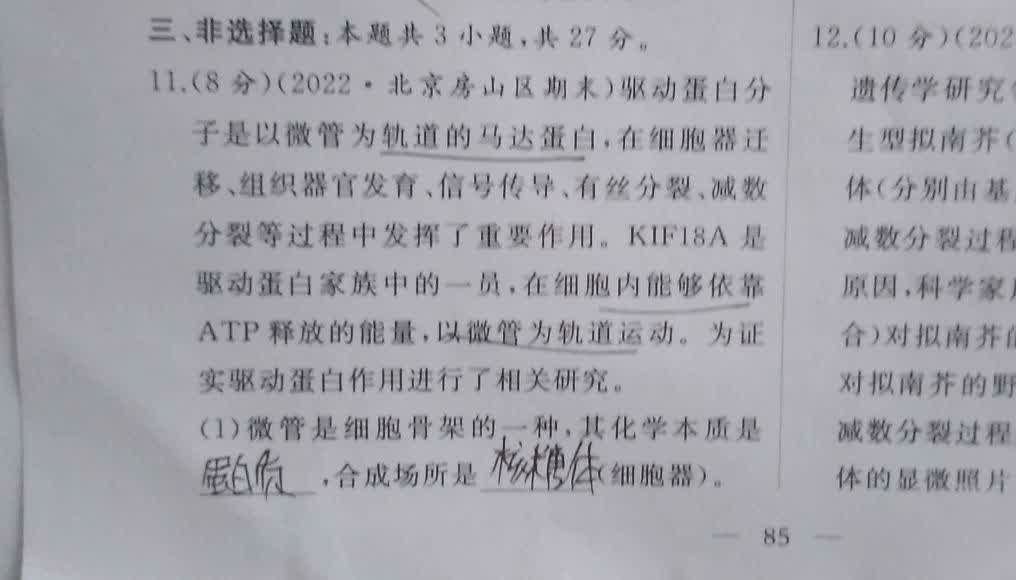 三、非选择题:本题共 3 小题,共 27 分。
11.(8 分)(2022·北京房山区期末)驱动蛋白分
子是以微管为轨道的马达蛋白,在细胞器迁
移、组织器官发育、信号传导、有丝分裂、减数
分裂等过程中发挥了重要作用。KIF18A 是
驱动蛋白家族中的一员,在细胞内能够依靠
ATP 释放的能量,以微管为轨道运动。为证
实驱动蛋白作用进行了相关研究。
(1)微管是细胞骨架的一种,其化学本质是
蛋白质,合成场所是 核糖体(细胞器)。
12.(10 分)(202
遗传学研究
生型拟南芥(
体(分别由基
减数分裂过程
原因,科学家
合)对拟南芥的
对拟南芥的野
减数分裂过程
体的显微照片
— 85 —